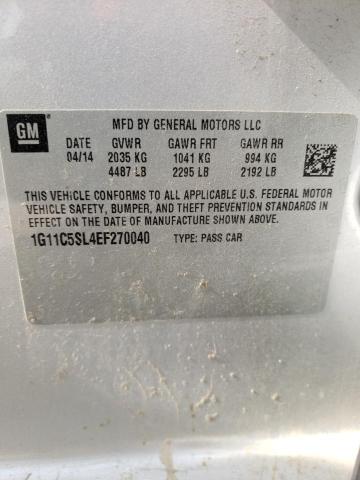 GM
MFD BY GENERAL MOTORS LLC
DATE GVWR GAWR FRT GAWR RR
04/14 2035 KG 1041 KG 994 KG
4487 LB 2295 LB 2192 LB
THIS VEHICLE CONFORMS TO ALL APPLICABLE U.S. FEDERAL MOTOR
VEHICLE SAFETY, BUMPER, AND THEFT PREVENTION STANDARDS IN
EFFECT ON THE DATE OF MANUFACTURE SHOWN ABOVE.
1G11C5SL4EF270040 TYPE: PASS CAR